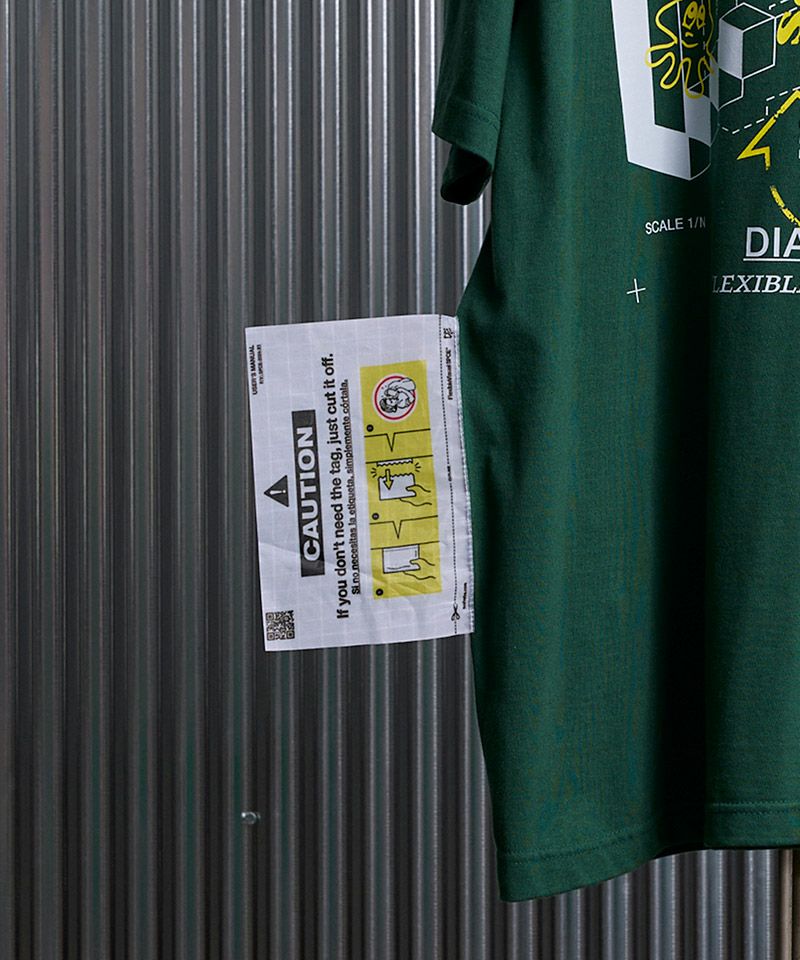 USER'S MANUAL
CAUTION
If you don't need the tag, just cut it off.
Si no necesitas la etiqueta, simplemente córtala.
SCALE 1/
DIA
LEXIBL